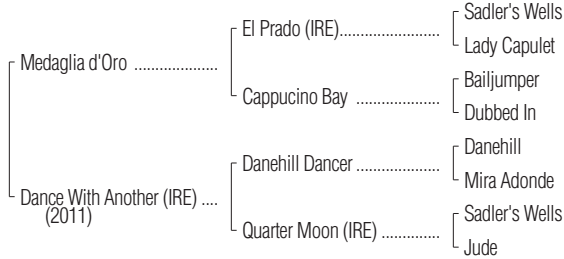 Sadler's Wells
El Prado (IRE)........................
Lady Capulet
Medaglia d'Oro ....................
Bailjumper
Cappucino Bay ....................
Dubbed In
Danehill
Danehill Dancer ....................
Mira Adonde
Dance With Another (IRE) ....
(2011)
Sadler's Wells
Quarter Moon (IRE) ..............
Jude